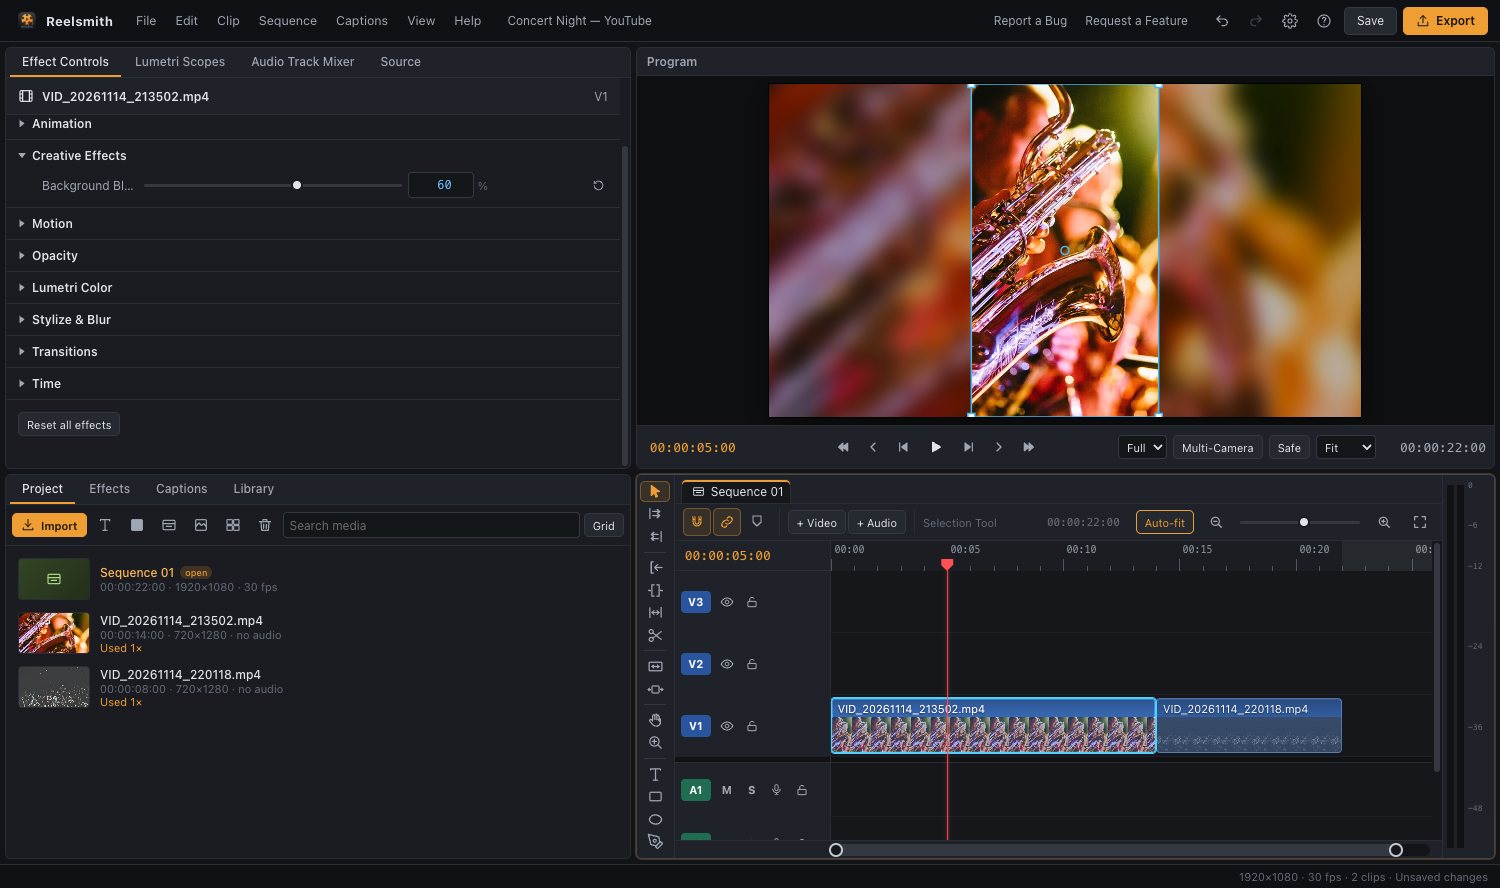 Reelsmith File Edit Clip Sequence Captions View Help Concert Night — YouTube Report a Bug Request a Feature Save Export
Effect Controls Lumetri Scopes Audio Track Mixer Source
VID_20261114_213502.mp4 V1
Animation
Creative Effects
Background Bl... 60 %
Motion
Opacity
Lumetri Color
Stylize & Blur
Transitions
Time
Reset all effects
Program
00:00:05:00 Full Multi-Camera Safe Fit 00:00:22:00
Project Effects Captions Library
Import Search media Grid
Sequence 01 open
00:00:22:00 · 1920×1080 · 30 fps
VID_20261114_213502.mp4
00:00:14:00 · 720×1280 · no audio
Used 1×
VID_20261114_220118.mp4
00:00:08:00 · 720×1280 · no audio
Used 1×
Sequence 01
+ Video + Audio Selection Tool 00:00:22:00 Auto-fit
00:00:05:00 00:00 00:05 00:10 00:15 00:20 00:
V3
V2
V1 VID_20261114_213502.mp4 VID_20261114_220118.mp4
A1 M S
0
-6
-12
-24
-36
-48
1920×1080 · 30 fps · 2 clips · Unsaved changes